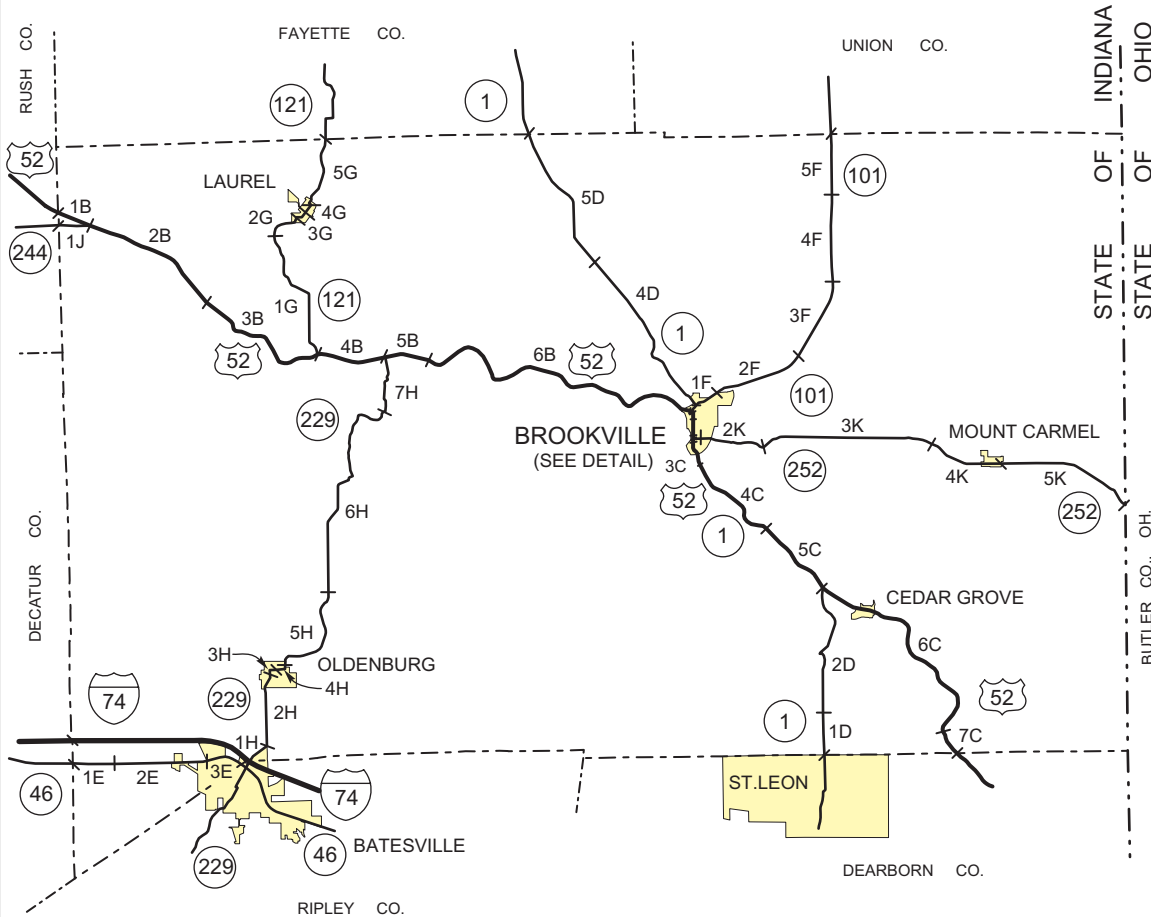 FAYETTE CO.
UNION CO.
RUSH CO.
INDIANA
OHIO
STATE OF
STATE OF
121
1
52
101
5G
5F
LAUREL
1B
2G
4G
3G
5D
4F
244
1J
2B
1G
121
4D
3F
3B
52
4B
5B
6B
52
1
1F
2F
101
7H
229
BROOKVILLE
(SEE DETAIL)
2K
3K
MOUNT CARMEL
252
3C
4K
5K
252
52
4C
1
6H
5C
DECATUR CO.
BUTLER CO., OH.
CEDAR GROVE
5H
3H
OLDENBURG
4H
6C
2D
229
74
2H
52
1
1H
1D
7C
46
1E
2E
3E
74
ST.LEON
229
46
BATESVILLE
DEARBORN CO.
RIPLEY CO.